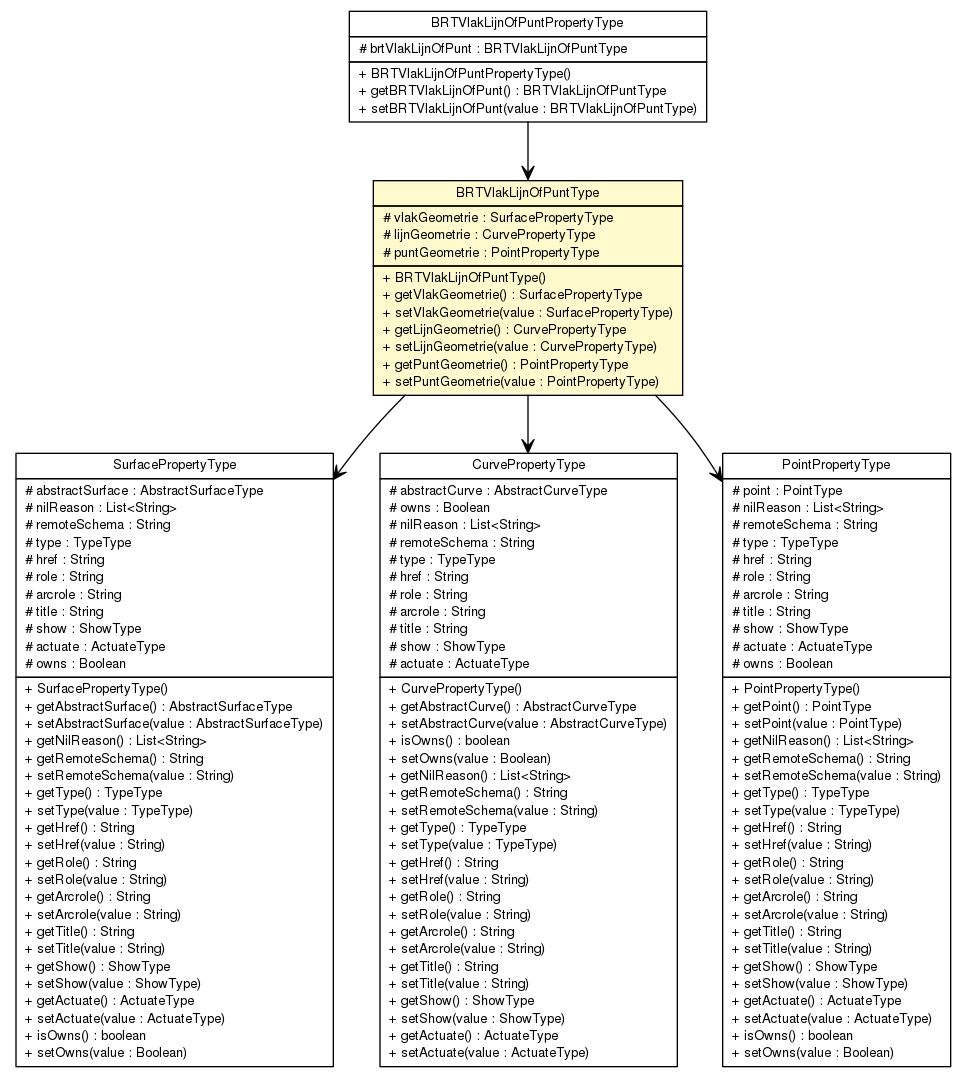 BRTVlakLijnOfPuntPropertyType
# brtVlakLijnOfPunt : BRTVlakLijnOfPuntType
+ BRTVlakLijnOfPuntPropertyType()
+ getBRTVlakLijnOfPunt() : BRTVlakLijnOfPuntType
+ setBRTVlakLijnOfPunt(value : BRTVlakLijnOfPuntType)
BRTVlakLijnOfPuntType
# vlakGeometrie : SurfacePropertyType
# lijnGeometrie : CurvePropertyType
# puntGeometrie : PointPropertyType
+ BRTVlakLijnOfPuntType()
+ getVlakGeometrie() : SurfacePropertyType
+ setVlakGeometrie(value : SurfacePropertyType)
+ getLijnGeometrie() : CurvePropertyType
+ setLijnGeometrie(value : CurvePropertyType)
+ getPuntGeometrie() : PointPropertyType
+ setPuntGeometrie(value : PointPropertyType)
SurfacePropertyType
# abstractSurface : AbstractSurfaceType
# nilReason : List<String>
# remoteSchema : String
# type : TypeType
# href : String
# role : String
# arcrole : String
# title : String
# show : ShowType
# actuate : ActuateType
# owns : Boolean
+ SurfacePropertyType()
+ getAbstractSurface() : AbstractSurfaceType
+ setAbstractSurface(value : AbstractSurfaceType)
+ getNilReason() : List<String>
+ getRemoteSchema() : String
+ setRemoteSchema(value : String)
+ getType() : TypeType
+ setType(value : TypeType)
+ getHref() : String
+ setHref(value : String)
+ getRole() : String
+ setRole(value : String)
+ getArcrole() : String
+ setArcrole(value : String)
+ getTitle() : String
+ setTitle(value : String)
+ getShow() : ShowType
+ setShow(value : ShowType)
+ getActuate() : ActuateType
+ setActuate(value : ActuateType)
+ isOwns() : boolean
+ setOwns(value : Boolean)
CurvePropertyType
# abstractCurve : AbstractCurveType
# owns : Boolean
# nilReason : List<String>
# remoteSchema : String
# type : TypeType
# href : String
# role : String
# arcrole : String
# title : String
# show : ShowType
# actuate : ActuateType
+ CurvePropertyType()
+ getAbstractCurve() : AbstractCurveType
+ setAbstractCurve(value : AbstractCurveType)
+ isOwns() : boolean
+ setOwns(value : Boolean)
+ getNilReason() : List<String>
+ getRemoteSchema() : String
+ setRemoteSchema(value : String)
+ getType() : TypeType
+ setType(value : TypeType)
+ getHref() : String
+ setHref(value : String)
+ getRole() : String
+ setRole(value : String)
+ getArcrole() : String
+ setArcrole(value : String)
+ getTitle() : String
+ setTitle(value : String)
+ getShow() : ShowType
+ setShow(value : ShowType)
+ getActuate() : ActuateType
+ setActuate(value : ActuateType)
PointPropertyType
# point : PointType
# nilReason : List<String>
# remoteSchema : String
# type : TypeType
# href : String
# role : String
# arcrole : String
# title : String
# show : ShowType
# actuate : ActuateType
# owns : Boolean
+ PointPropertyType()
+ getPoint() : PointType
+ setPoint(value : PointType)
+ getNilReason() : List<String>
+ getRemoteSchema() : String
+ setRemoteSchema(value : String)
+ getType() : TypeType
+ setType(value : TypeType)
+ getHref() : String
+ setHref(value : String)
+ getRole() : String
+ setRole(value : String)
+ getArcrole() : String
+ setArcrole(value : String)
+ getTitle() : String
+ setTitle(value : String)
+ getShow() : ShowType
+ setShow(value : ShowType)
+ getActuate() : ActuateType
+ setActuate(value : ActuateType)
+ isOwns() : boolean
+ setOwns(value : Boolean)